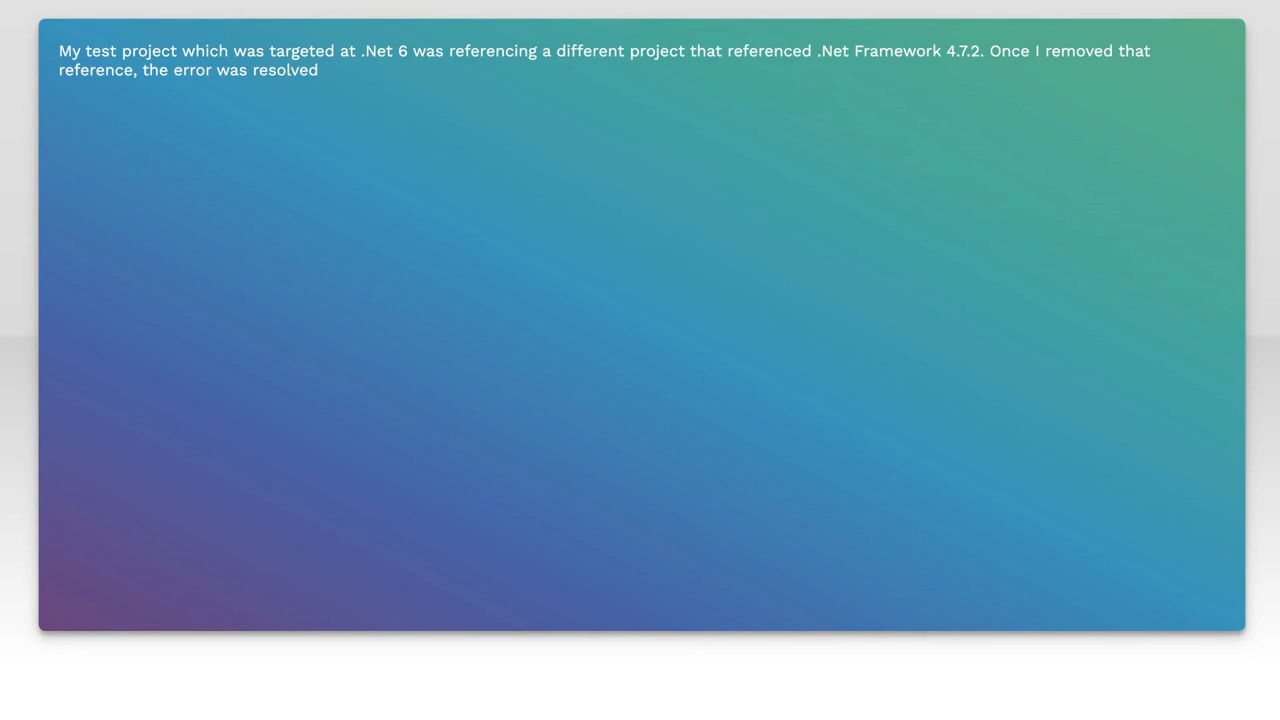 My test project which was targeted at .Net 6 was referencing a different project that referenced .Net Framework 4.7.2. Once I removed that
reference, the error was resolved